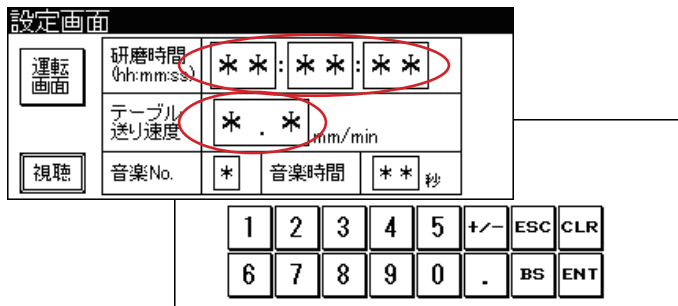 設定画面
運転
画面
研磨時間
(hh:mm:ss)
**:**:**
テーブル
送り速度
*.* mm/min
視聴
音楽No.
*
音楽時間
** 秒
1 2 3 4 5 +/- ESC CLR
6 7 8 9 0 . BS ENT